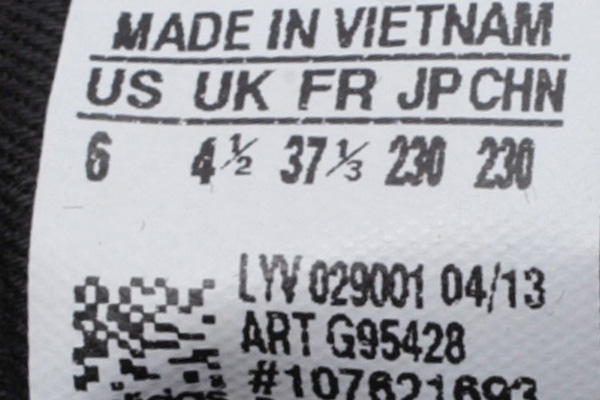 MADE IN VIETNAM
US UK FR JP CHN
6 4½ 37⅓ 230 230
LYV 029001 04/13
ART G95428
#107621693